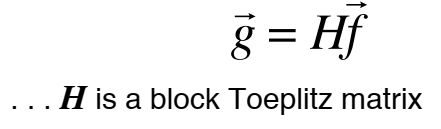 g⃗ = Hf⃗
. . . H is a block Toeplitz matrix